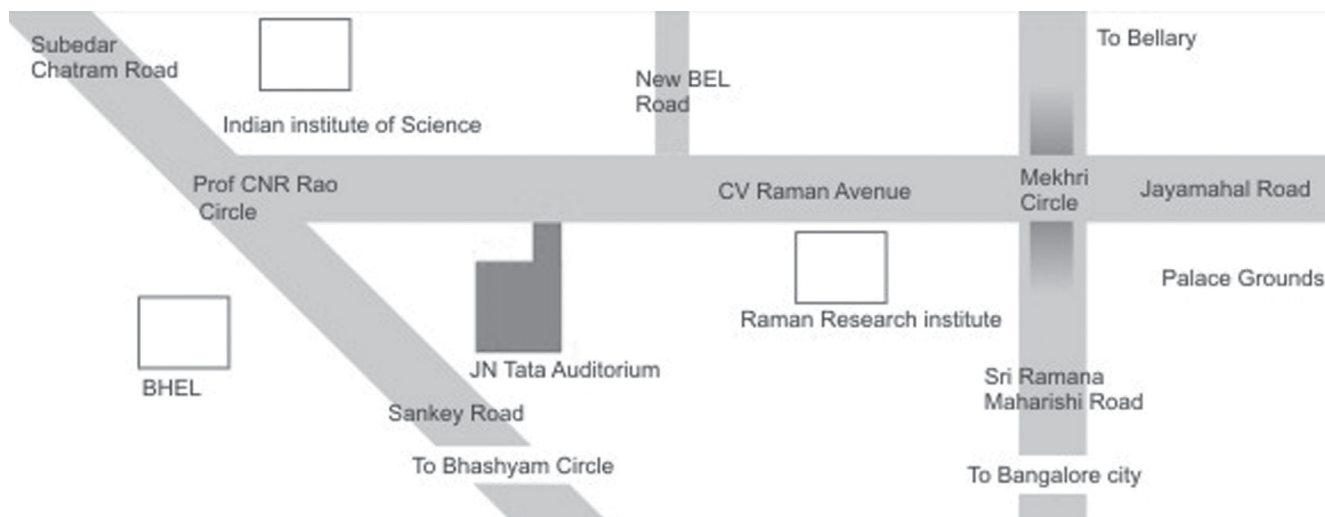 Subedar
Chatram Road
Indian institute of Science
New BEL
Road
To Bellary
Prof CNR Rao
Circle
CV Raman Avenue
Mekhri
Circle
Jayamahal Road
Palace Grounds
Raman Research institute
BHEL
JN Tata Auditorium
Sankey Road
Sri Ramana
Maharishi Road
To Bhashyam Circle
To Bangalore city